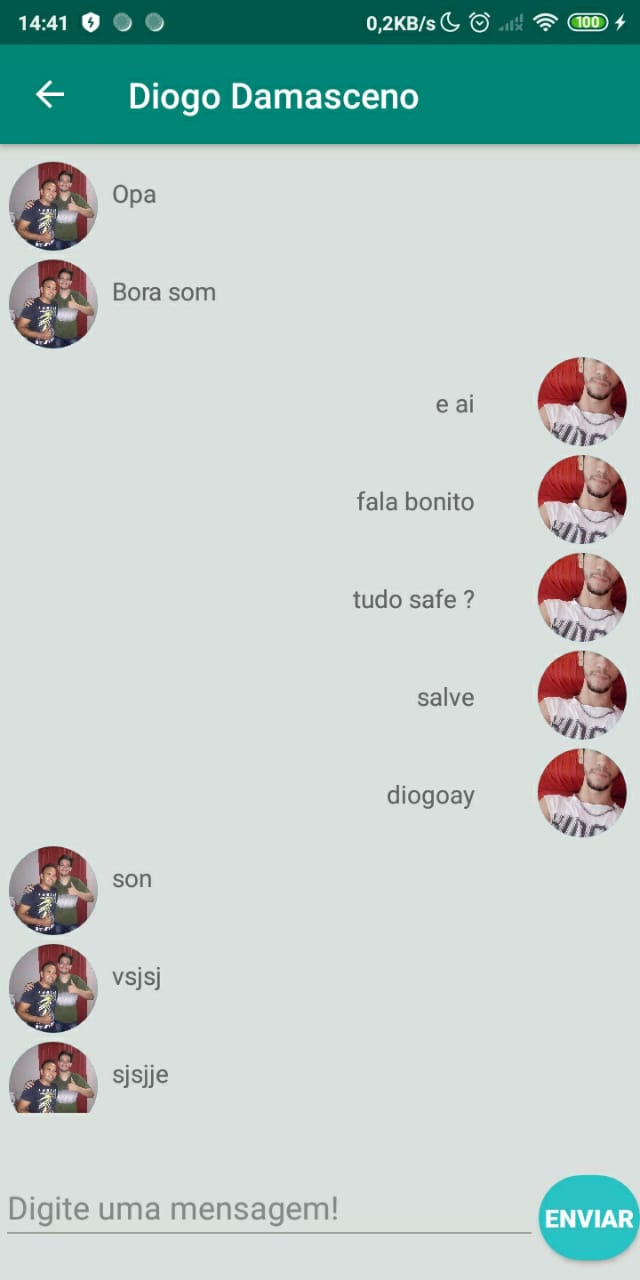 14:41 0,2KB/s 100
Diogo Damasceno
Opa
Bora som
e ai
fala bonito
tudo safe ?
salve
diogoay
son
vsjsj
sjsjje
Digite uma mensagem!
ENVIAR